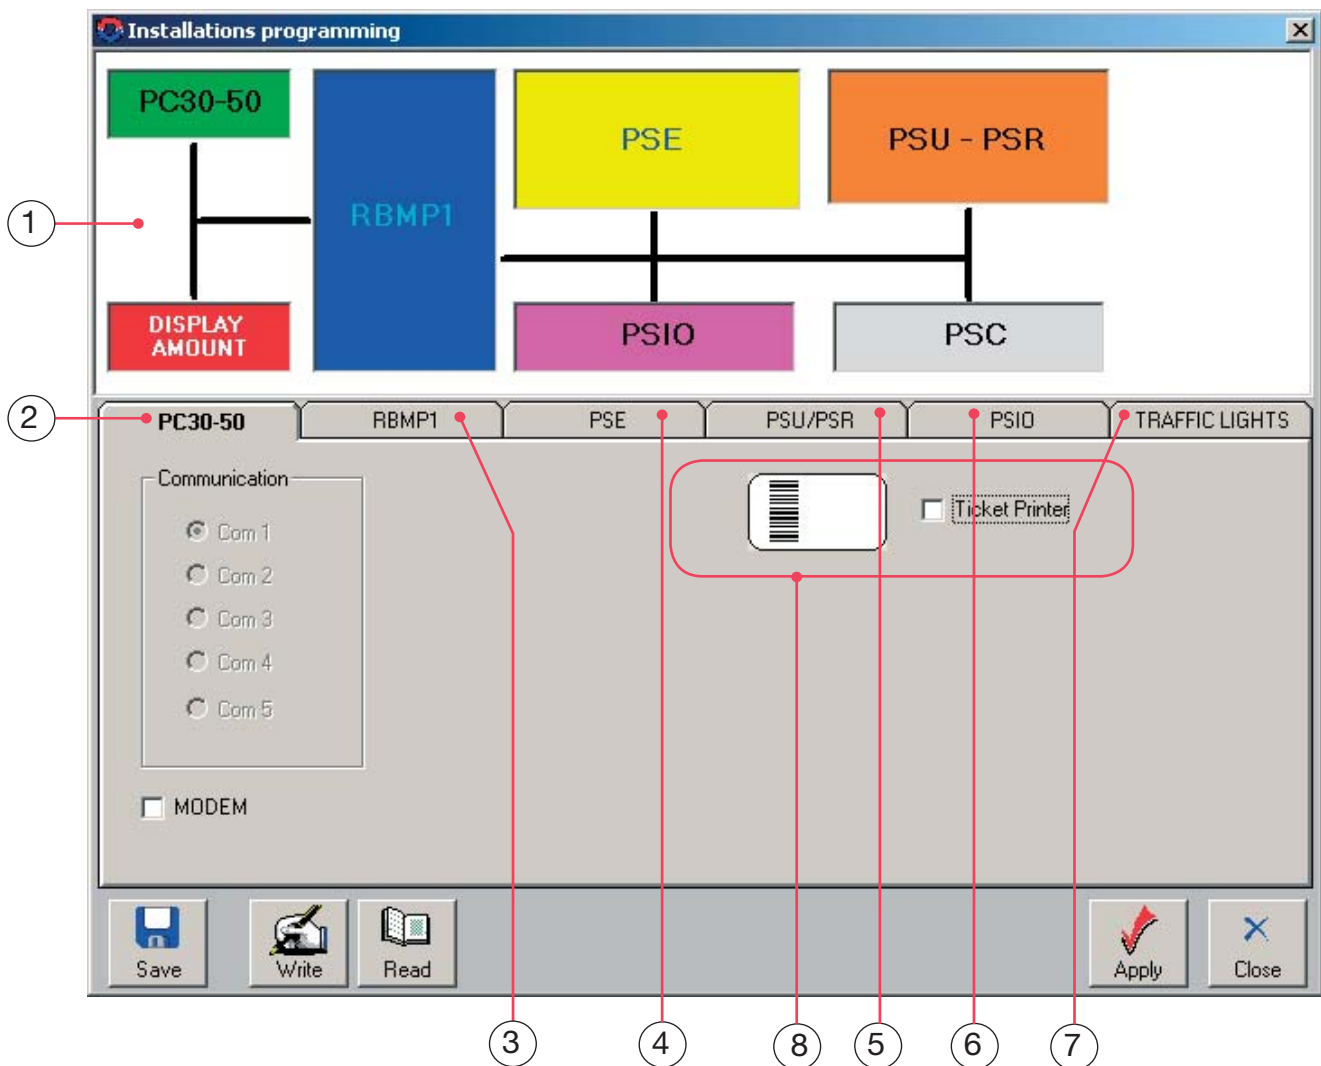 Installations programming
PC30-50
PSE
PSU - PSR
RBMP1
1
DISPLAY
AMOUNT
PSIO
PSC
2
PC30-50 RBMP1 PSE PSU/PSR PSIO TRAFFIC LIGHTS
Communication
Com 1
Com 2
Com 3
Com 4
Com 5
Ticket Printer
MODEM
Save Write Read Apply Close
3 4 8 5 6 7